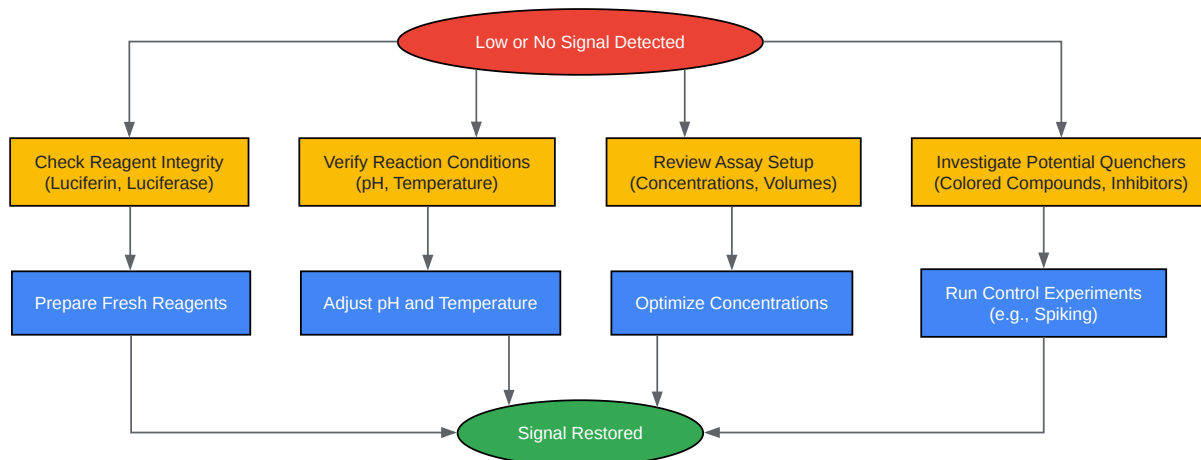 Low or No Signal Detected
Check Reagent Integrity
(Luciferin, Luciferase)
Verify Reaction Conditions
(pH, Temperature)
Review Assay Setup
(Concentrations, Volumes)
Investigate Potential Quenchers
(Colored Compounds, Inhibitors)
Prepare Fresh Reagents
Adjust pH and Temperature
Optimize Concentrations
Run Control Experiments
(e.g., Spiking)
Signal Restored